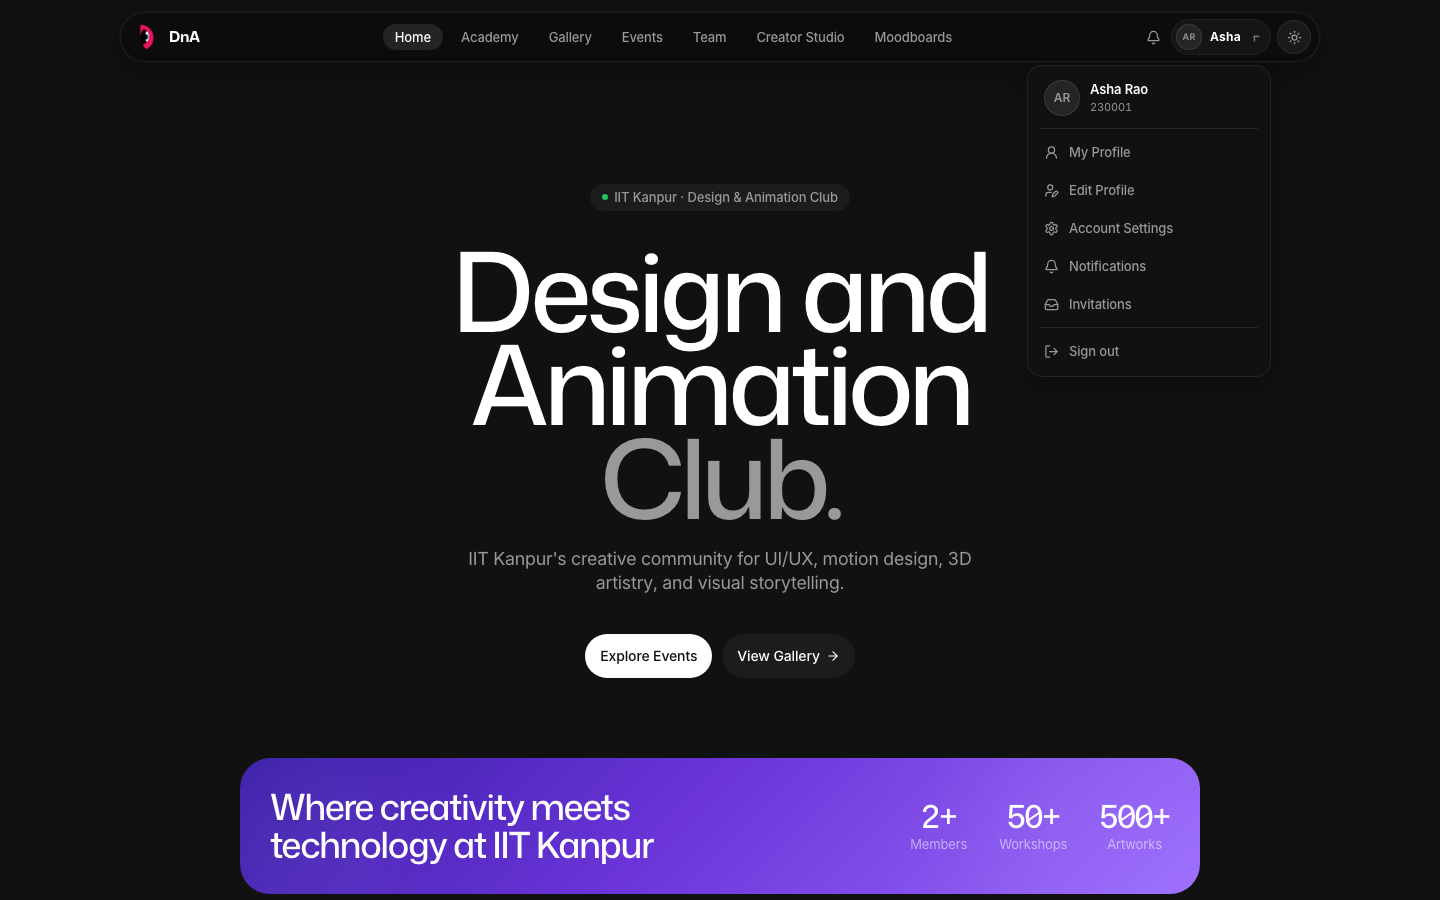 DnA
Home
Academy
Gallery
Events
Team
Creator Studio
Moodboards
AR
Asha
AR
Asha Rao
230001
My Profile
Edit Profile
Account Settings
Notifications
Invitations
Sign out
IIT Kanpur · Design & Animation Club
Design and
Animation
Club.
IIT Kanpur's creative community for UI/UX, motion design, 3D
artistry, and visual storytelling.
Explore Events
View Gallery
Where creativity meets
technology at IIT Kanpur
2+
Members
50+
Workshops
500+
Artworks